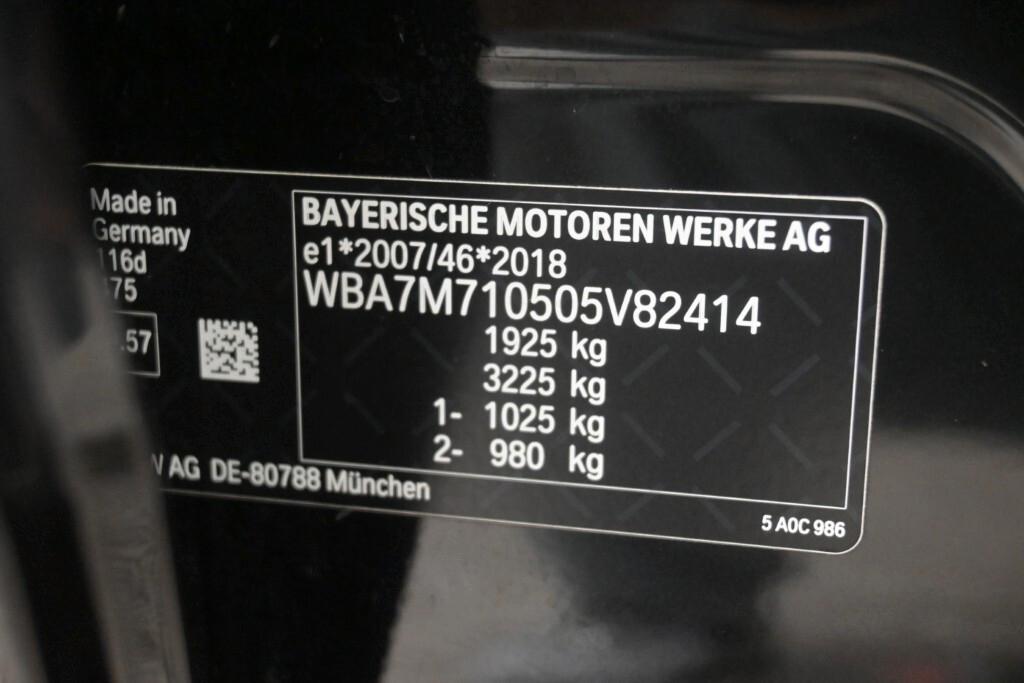 Made in
Germany
116d
475
.57
BAYERISCHE MOTOREN WERKE AG
e1*2007/46*2018
WBA7M710505V82414
1925 kg
3225 kg
1- 1025 kg
2- 980 kg
AG DE-80788 München
5 A0C 986